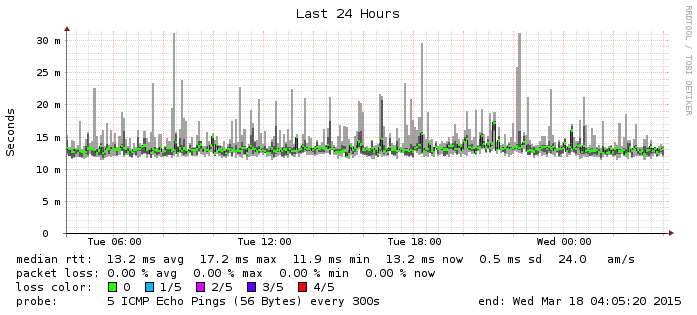 Last 24 Hours
RRDTOOL / TOBI OETIKER
Seconds
30 m
25 m
20 m
15 m
10 m
5 m
0
Tue 06:00 Tue 12:00 Tue 18:00 Wed 00:00
median rtt: 13.2 ms avg 17.2 ms max 11.9 ms min 13.2 ms now 0.5 ms sd 24.0 am/s
packet loss: 0.00 % avg 0.00 % max 0.00 % min 0.00 % now
loss color: 0 1/5 2/5 3/5 4/5
probe: 5 ICMP Echo Pings (56 Bytes) every 300s end: Wed Mar 18 04:05:20 2015